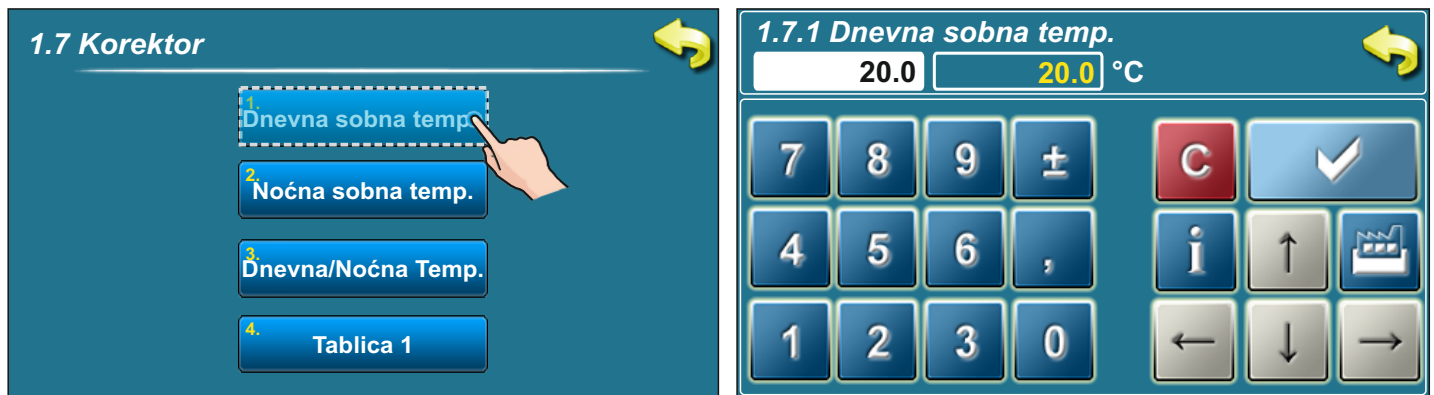 1.7 Korektor
1.
Dnevna sobna temp.
2.
Noćna sobna temp.
3.
Dnevna/Noćna Temp.
4.
Tablica 1
1.7.1 Dnevna sobna temp.
20.0 20.0 °C
7 8 9 ± C
4 5 6 , i ↑
1 2 3 0 ← ↓ →